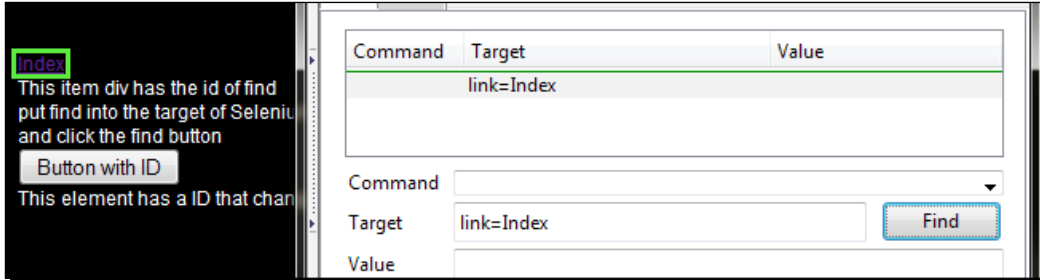 Index
This item div has the id of find
put find into the target of
and click the find button
Button with ID
This element has a ID that
Command Target Value
link=Index
Command
Target link=Index Find
Value